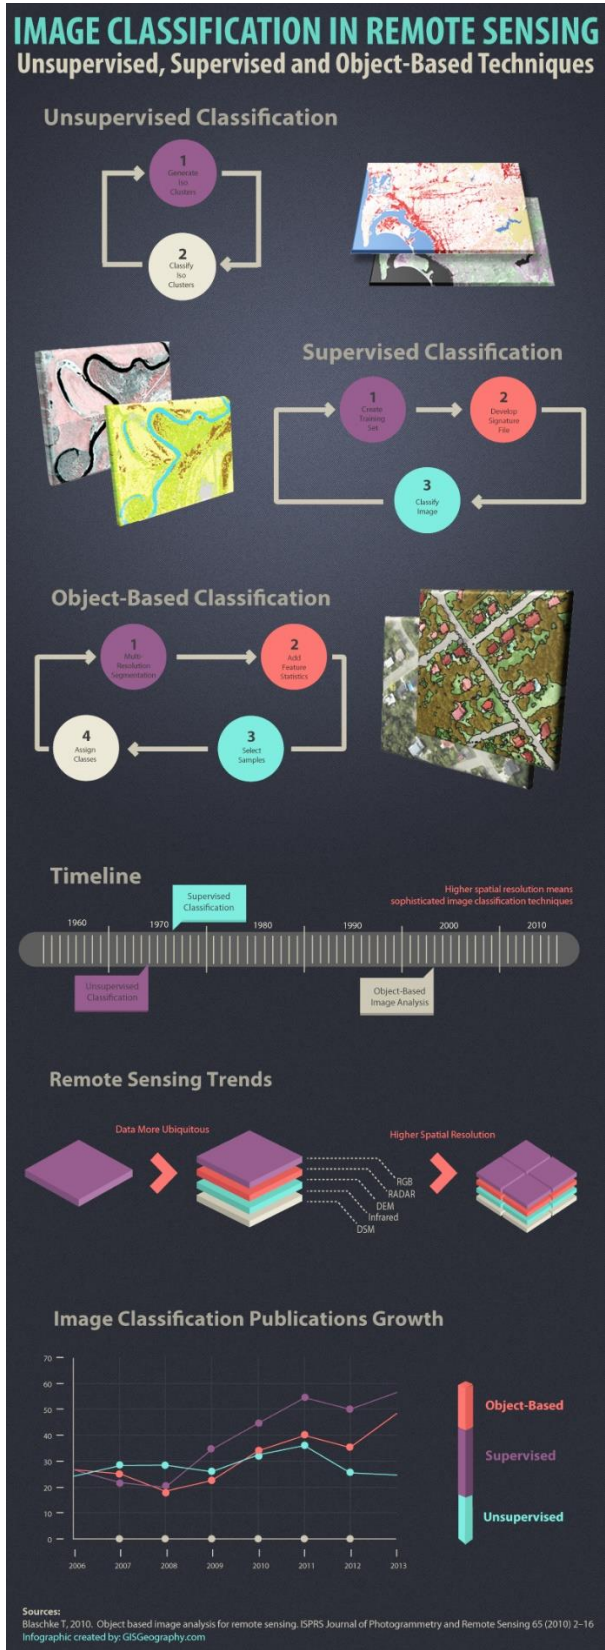 IMAGE CLASSIFICATION IN REMOTE SENSING
Unsupervised, Supervised and Object-Based Techniques
Unsupervised Classification
1
Generate
Iso
Clusters
2
Classify
Iso
Clusters
Supervised Classification
1
Create
Training
Set
2
Develop
Signature
File
3
Classify
Image
Object-Based Classification
1
Multi-
Resolution
Segmentation
2
Add
Feature
Statistics
4
Assign
Classes
3
Select
Samples
Timeline
Supervised
Classification
Higher spatial resolution means
sophisticated image classification techniques
1960 1970 1980 1990 2000 2010
Unsupervised
Classification
Object-Based
Image Analysis
Remote Sensing Trends
Data More Ubiquitous
Higher Spatial Resolution
RGB
RADAR
DEM
Infrared
DSM
Image Classification Publications Growth
70
60
50
40
30
20
10
0
2006 2007 2008 2009 2010 2011 2012 2013
Object-Based
Supervised
Unsupervised
Sources:
Blaschke T, 2010. Object based image analysis for remote sensing. ISPRS Journal of Photogrammetry and Remote Sensing 65 (2010) 2–16
Infographic created by: GISGeography.com